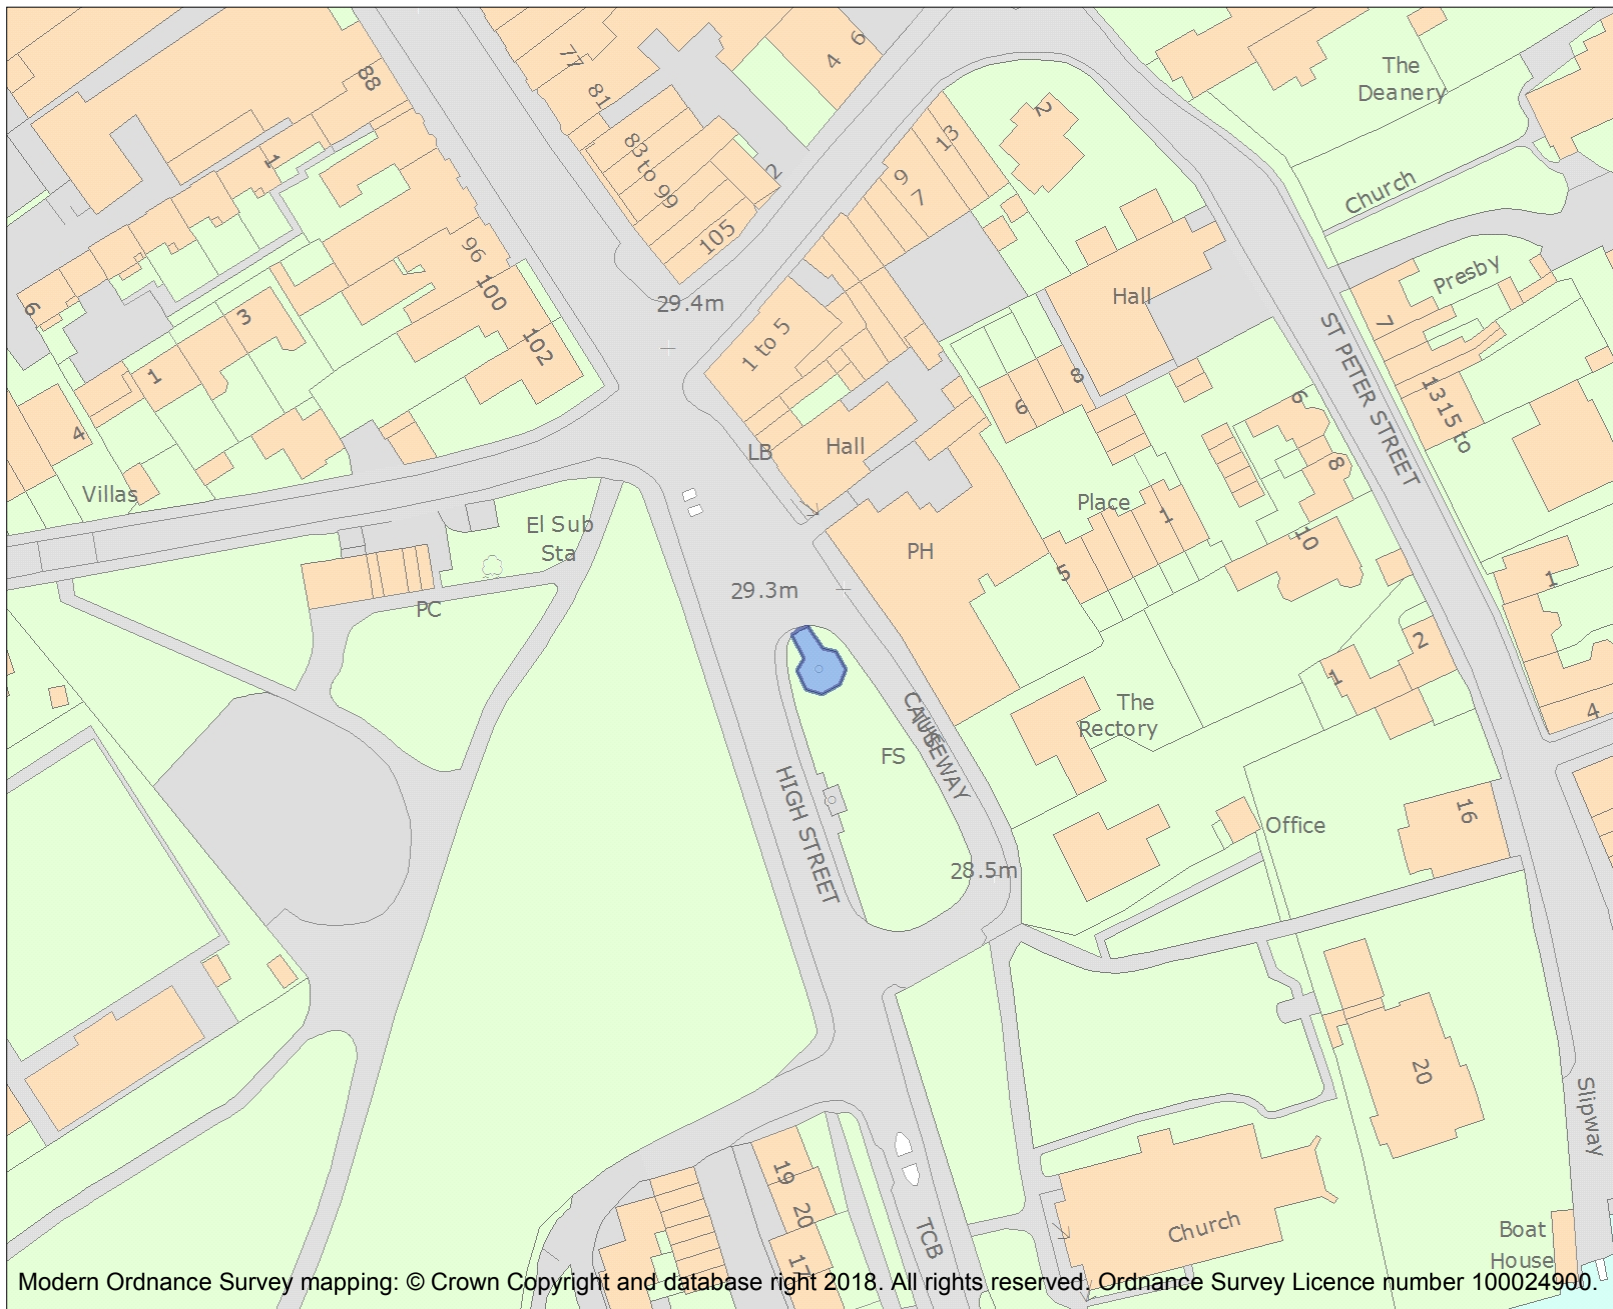 88
77
81
4
6
The
Deanery
2
13
83 to 99
2
9
7
105
1
96
100
102
Church
Presby
7
Hall
29.4m
1 to 5
6
3
1
4
Villas
LB
Hall
6
8
ST PETER STREET
13
15 to
6
8
10
Place
1
5
El Sub
Sta
PH
PC
29.3m
1
2
1
4
The
Rectory
FS
CAUSEWAY
HIGH STREET
28.5m
Office
16
20
Slipway
19
20
17
TCB
Church
Boat
House
Modern Ordnance Survey mapping: © Crown Copyright and database right 2018. All rights reserved. Ordnance Survey Licence number 100024900.